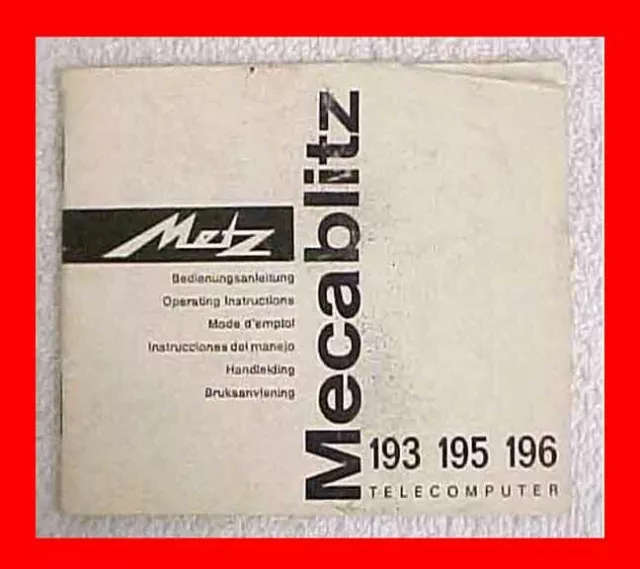 Metz
Bedienungsanleitung
Operating Instructions
Mode d'emploi
Instrucciones del manejo
Handleiding
Bruksanvisning
Mecablitz
193 195 196
TELECOMPUTER